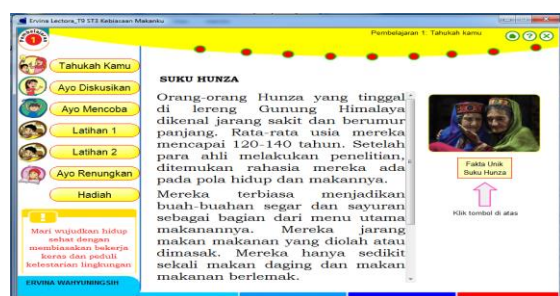 Ervina Lectora_T9 ST3 Kebiasaan Makanku
Pembelajaran 1: Tahukah kamu
1
Tahukah Kamu
Ayo Diskusikan
Ayo Mencoba
Latihan 1
Latihan 2
Ayo Renungkan
Hadiah
Mari wujudkan hidup
sehat dengan
membiasakan bekerja
keras dan peduli
kelestarian lingkungan
ERVINA WAHYUNINGSIH
SUKU HUNZA
Orang-orang Hunza yang tinggal
di lereng Gunung Himalaya
dikenal jarang sakit dan berumur
panjang. Rata-rata usia mereka
mencapai 120-140 tahun. Setelah
para ahli melakukan penelitian,
ditemukan rahasia mereka ada
pada pola hidup dan makannya.
Mereka terbiasa menjadikan
buah-buahan segar dan sayuran
sebagai bagian dari menu utama
makanannya. Mereka jarang
makan makanan yang diolah atau
dimasak. Mereka hanya sedikit
sekali makan daging dan makan
makanan berlemak.
Fakta Unik
Suku Hunza
Klik tombol di atas